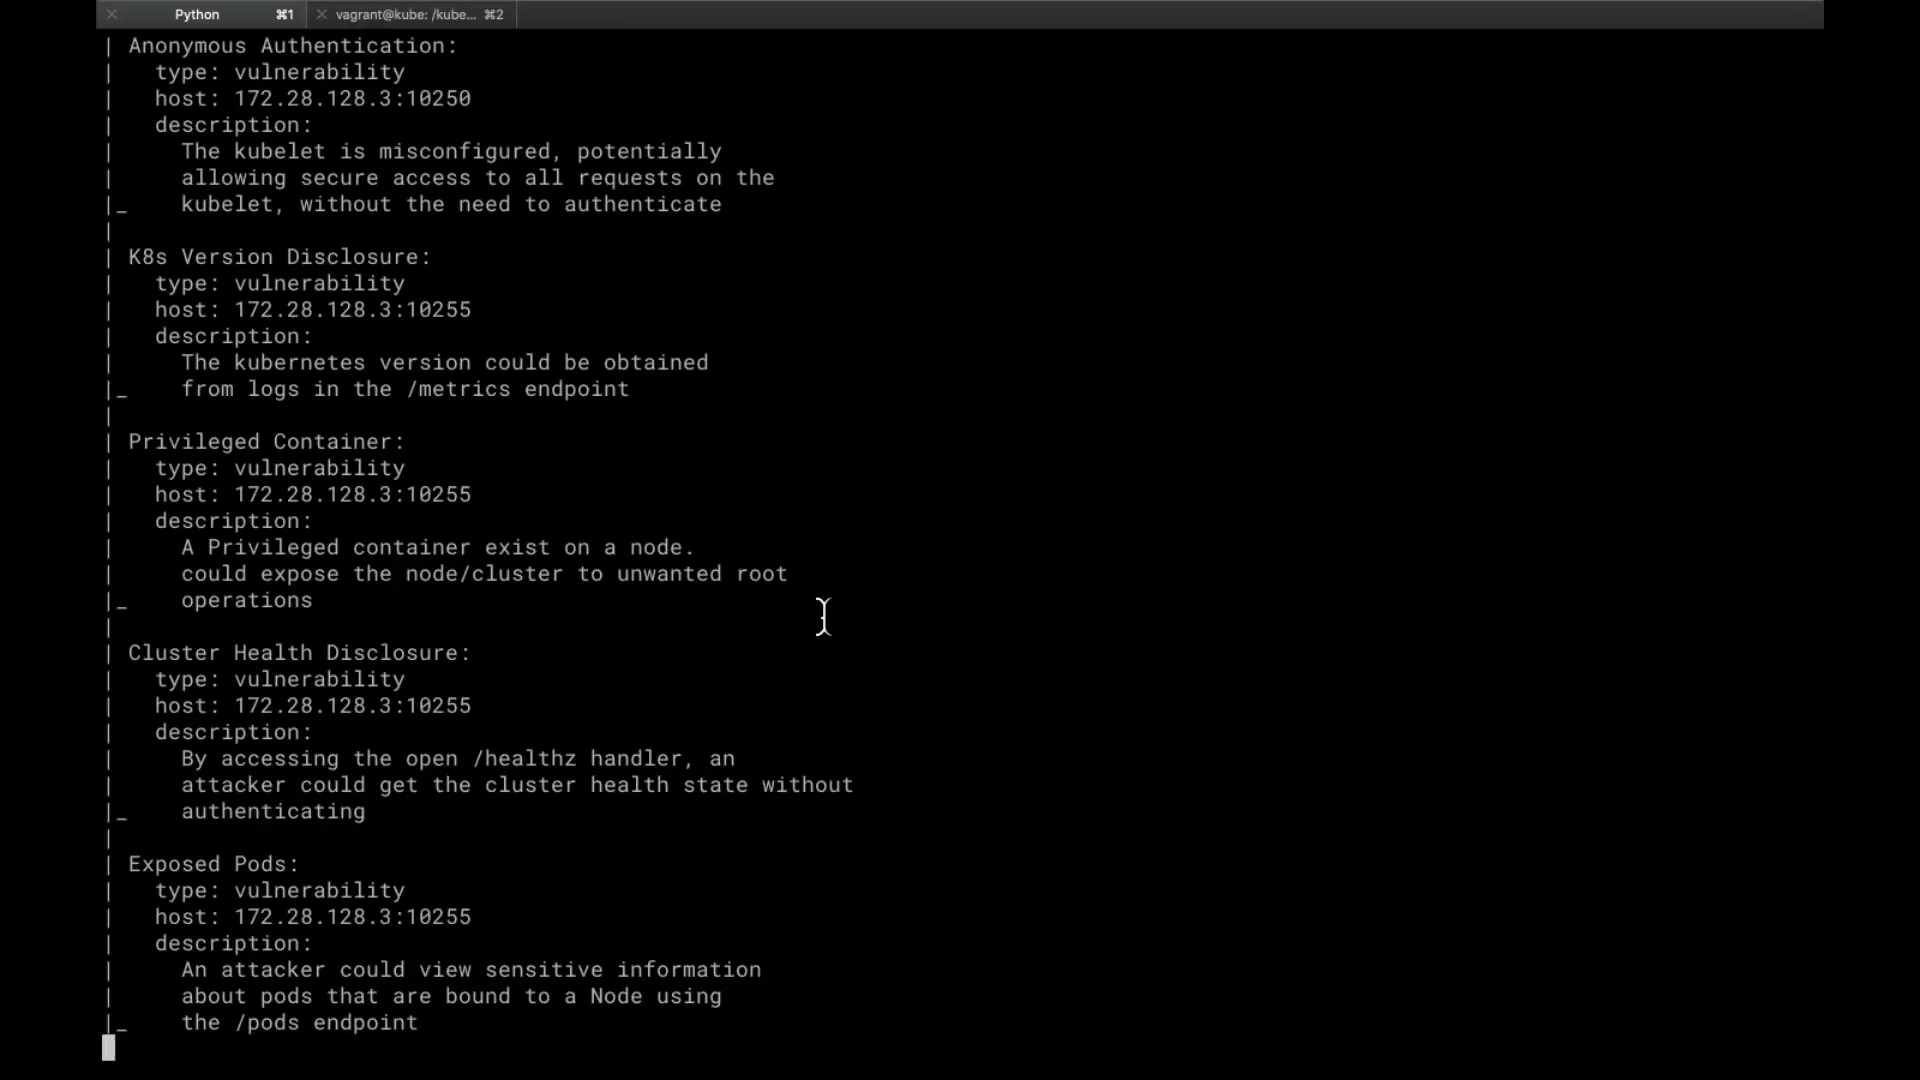 Python ⌘1 vagrant@kube: /kube... ⌘2
| Anonymous Authentication:
|   type: vulnerability
|   host: 172.28.128.3:10250
|   description:
|     The kubelet is misconfigured, potentially
|     allowing secure access to all requests on the
|_    kubelet, without the need to authenticate
|
| K8s Version Disclosure:
|   type: vulnerability
|   host: 172.28.128.3:10255
|   description:
|     The kubernetes version could be obtained
|_    from logs in the /metrics endpoint
|
| Privileged Container:
|   type: vulnerability
|   host: 172.28.128.3:10255
|   description:
|     A Privileged container exist on a node.
|     could expose the node/cluster to unwanted root
|_    operations
|
| Cluster Health Disclosure:
|   type: vulnerability
|   host: 172.28.128.3:10255
|   description:
|     By accessing the open /healthz handler, an
|     attacker could get the cluster health state without
|_    authenticating
|
| Exposed Pods:
|   type: vulnerability
|   host: 172.28.128.3:10255
|   description:
|     An attacker could view sensitive information
|     about pods that are bound to a Node using
|_    the /pods endpoint